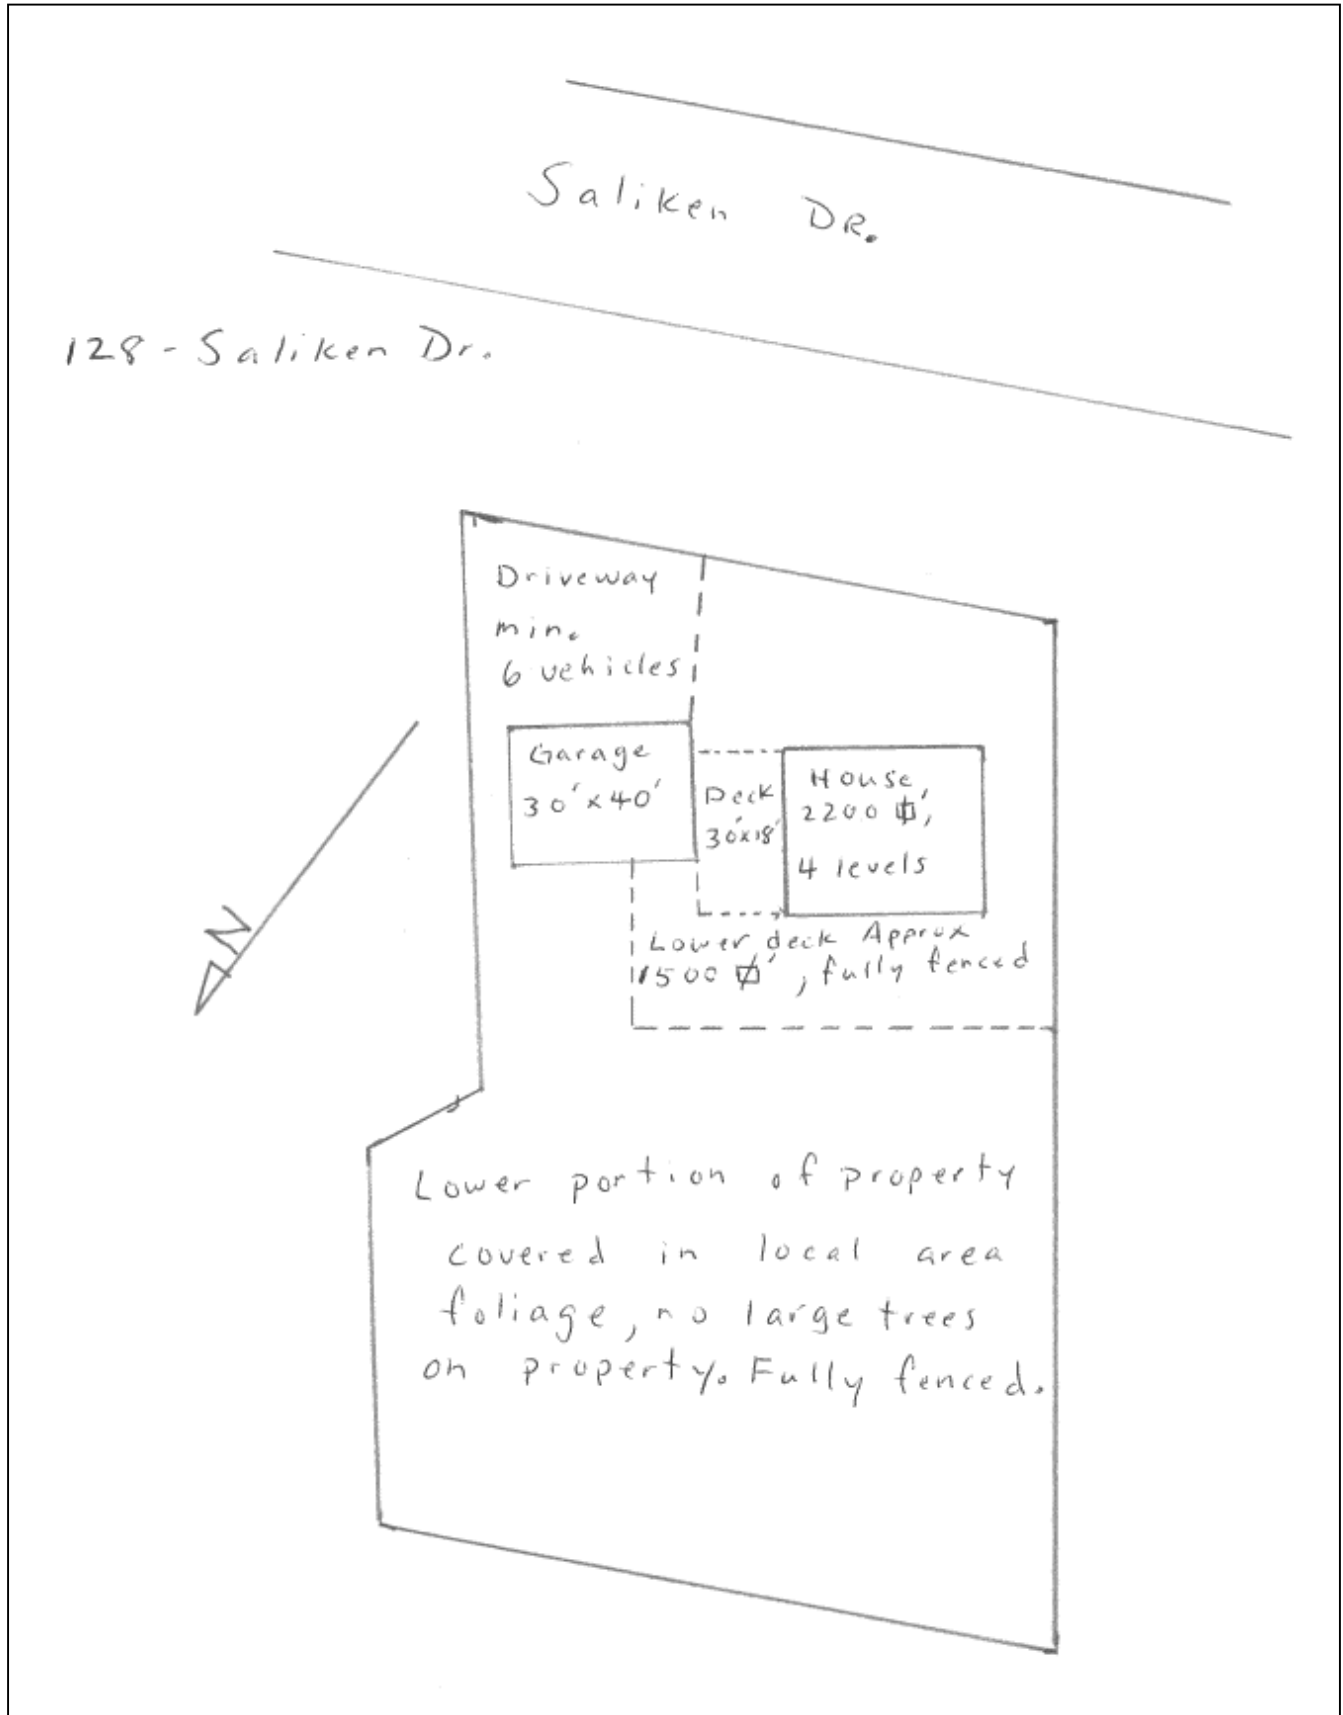 Saliken DR.
128-Saliken Dr.
Driveway
min.
6 vehicles
Garage
30'x40'
Deck
30'x18'
House,
2200 ⏍',
4 levels
Lower deck Approx
1500 ⏍', fully fenced
N
Lower portion of property
covered in local area
foliage, no large trees
on property. Fully fenced.